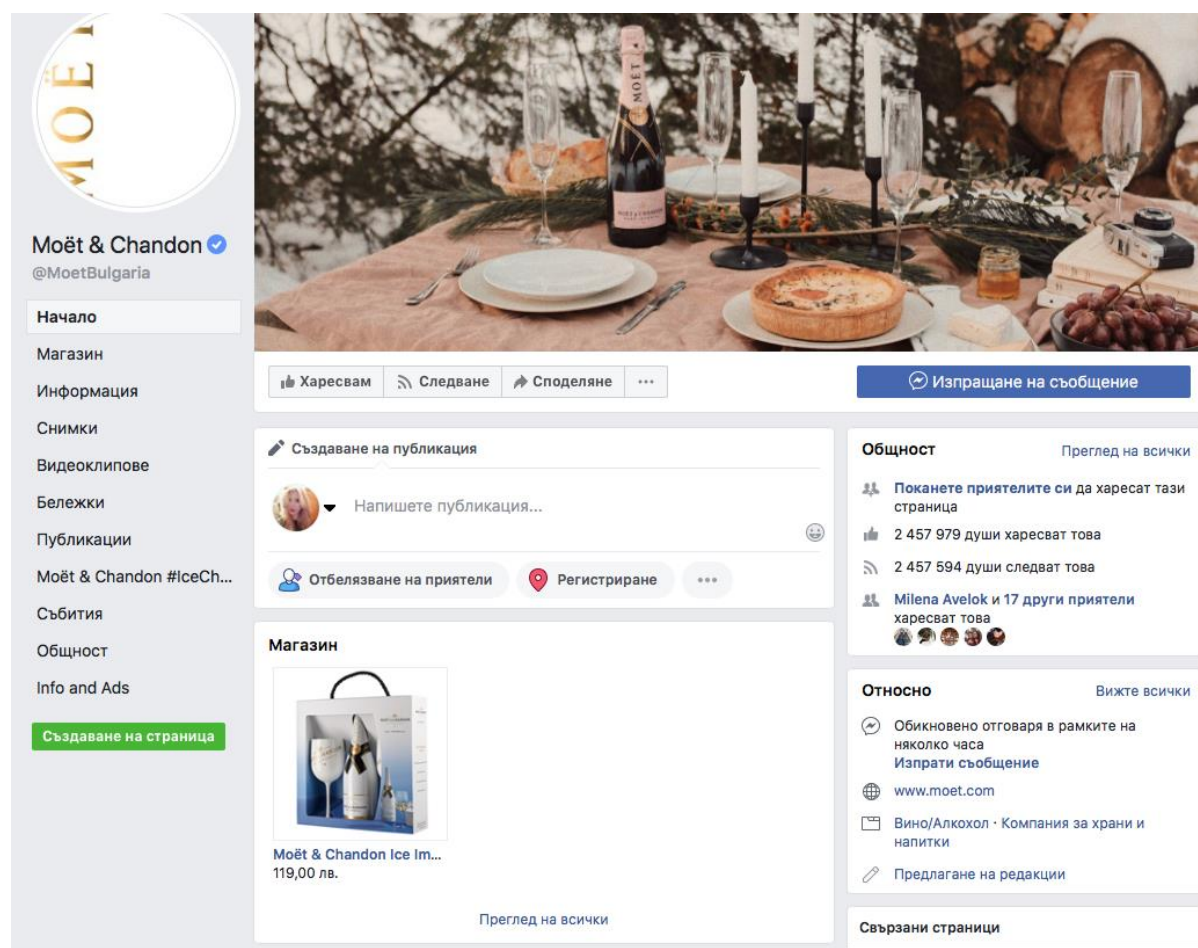 MOËT
MOËT
Moët & Chandon
@MoetBulgaria
Начало
Магазин
Информация
Снимки
Видеоклипове
Бележки
Публикации
Moët & Chandon #IceCh...
Събития
Общност
Info and Ads
Създаване на страница
Харесвам
Следване
Споделяне
Изпращане на съобщение
Създаване на публикация
Напишете публикация...
Отбелязване на приятели
Регистриране
Магазин
Moët & Chandon Ice Im...
119,00 лв.
Преглед на всички
Общност
Преглед на всички
Поканете приятелите си да харесат тази
страница
2 457 979 души харесват това
2 457 594 души следват това
Milena Avelok и 17 други приятели
харесват това
Относно
Вижте всички
Обикновено отговаря в рамките на
няколко часа
Изпрати съобщение
www.moet.com
Вино/Алкохол · Компания за храни и
напитки
Предлагане на редакции
Свързани страници